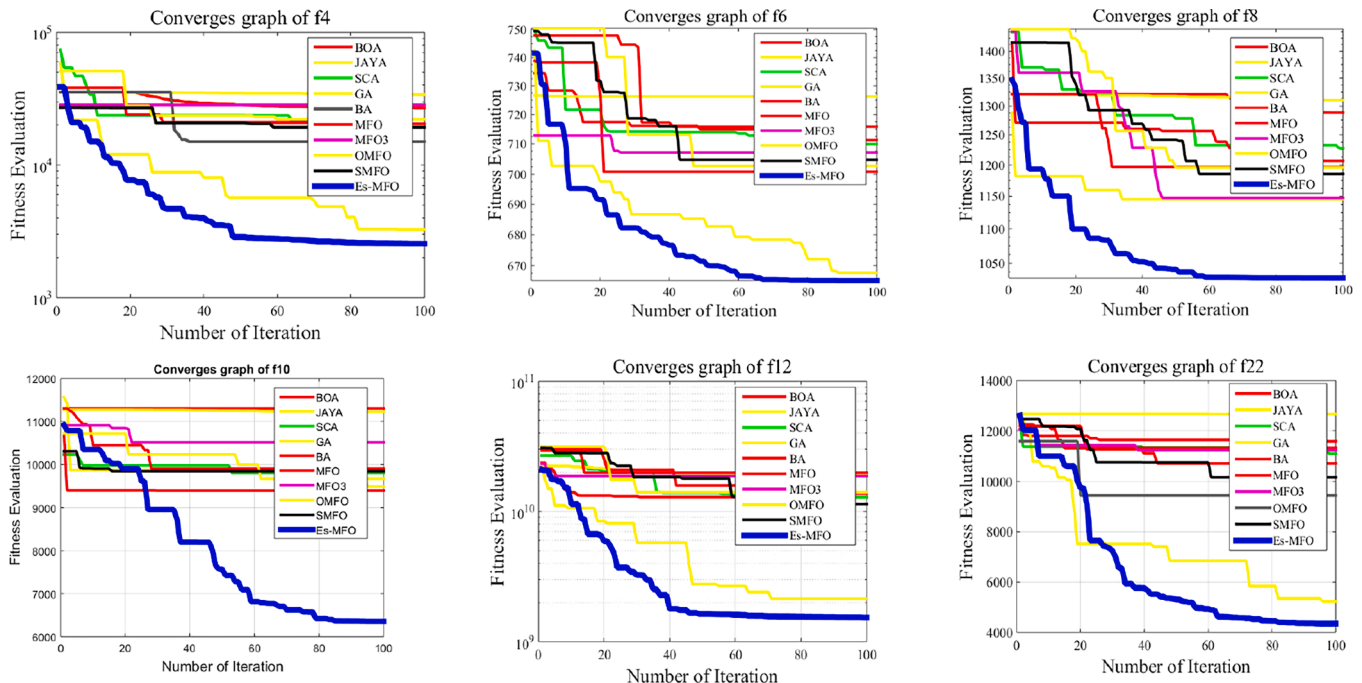 Converges graph of f4
Fitness Evaluation
10^5
10^4
10^3
0 20 40 60 80 100
Number of Iteration
BOA
JAYA
SCA
GA
BA
MFO
MFO3
OMFO
SMFO
Es-MFO
Converges graph of f6
Fitness Evaluation
750
740
730
720
710
700
690
680
670
0 20 40 60 80 100
Number of Iteration
BOA
JAYA
SCA
GA
BA
MFO
MFO3
OMFO
SMFO
Es-MFO
Converges graph of f8
Fitness Evaluation
1400
1350
1300
1250
1200
1150
1100
1050
0 20 40 60 80 100
Number of Iteration
BOA
JAYA
SCA
GA
BA
MFO
MFO3
OMFO
SMFO
Es-MFO
Converges graph of f10
Fitness Evaluation
12000
11000
10000
9000
8000
7000
6000
0 20 40 60 80 100
Number of Iteration
BOA
JAYA
SCA
GA
BA
MFO
MFO3
OMFO
SMFO
Es-MFO
Converges graph of f12
Fitness Evaluation
10^11
10^10
10^9
0 20 40 60 80 100
Number of Iteration
BOA
JAYA
GA
SCA
BA
MFO
MFO3
OMFO
SMFO
Es-MFO
Converges graph of f22
Fitness Evaluation
14000
12000
10000
8000
6000
4000
0 20 40 60 80 100
Number of Iteration
BOA
JAYA
SCA
GA
BA
MFO
MFO3
OMFO
SMFO
Es-MFO